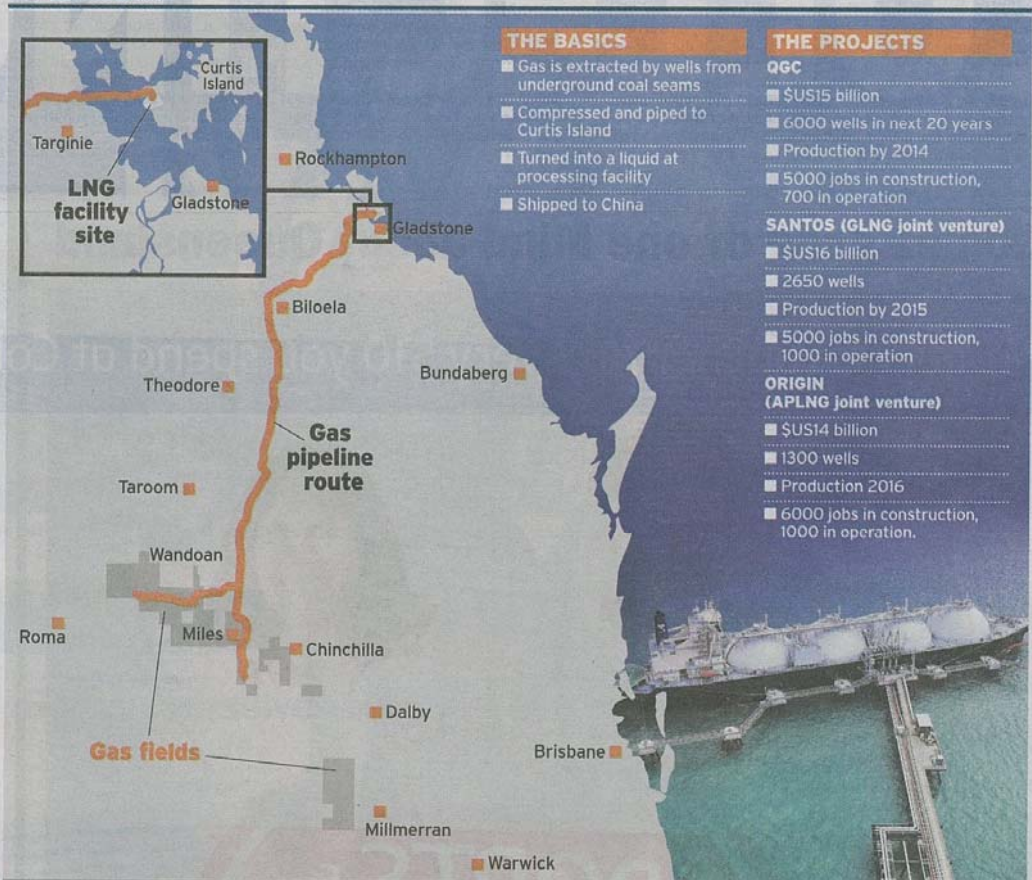 Curtis
Island
Targinie
LNG
facility
site
Gladstone
Rockhampton
Gladstone
Biloela
Theodore
Bundaberg
Gas
pipeline
route
Taroom
Wandoan
Roma
Miles
Chinchilla
Dalby
Gas fields
Brisbane
Millmerran
Warwick
THE BASICS
Gas is extracted by wells from
underground coal seams
Compressed and piped to
Curtis Island
Turned into a liquid at
processing facility
Shipped to China
THE PROJECTS
QGC
$US15 billion
6000 wells in next 20 years
Production by 2014
5000 jobs in construction,
700 in operation
SANTOS (GLNG joint venture)
$US16 billion
2650 wells
Production by 2015
5000 jobs in construction,
1000 in operation
ORIGIN
(APLNG joint venture)
$US14 billion
1300 wells
Production 2016
6000 jobs in construction,
1000 in operation.